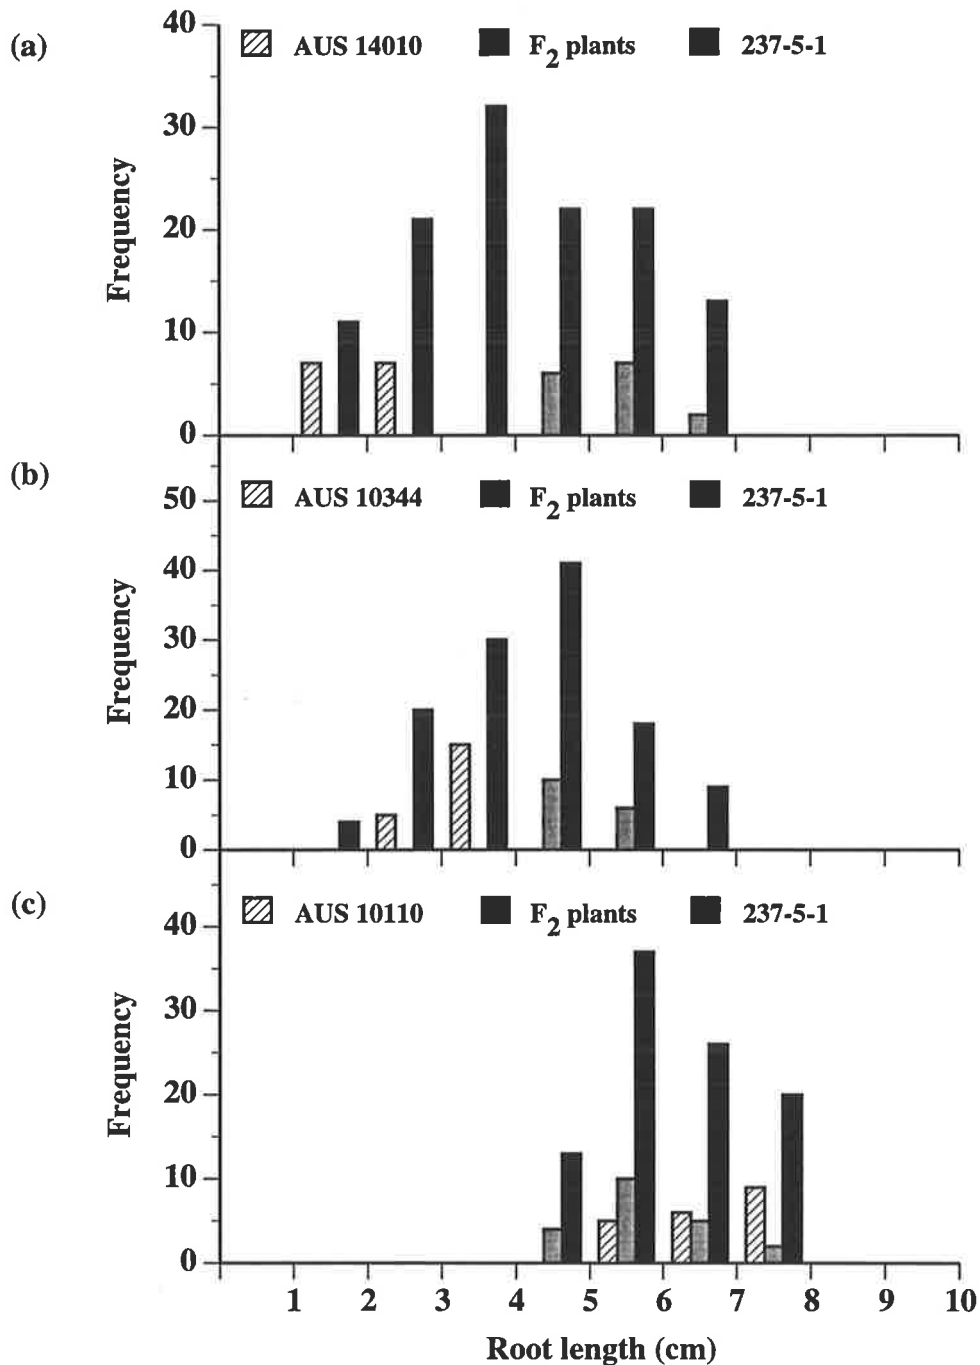 (a)
40
AUS 14010 F2 plants 237-5-1
30
Frequency
20
10
0
(b)
AUS 10344 F2 plants 237-5-1
50
40
Frequency
30
20
10
0
(c)
AUS 10110 F2 plants 237-5-1
40
30
Frequency
20
10
0
1 2 3 4 5 6 7 8 9 10
Root length (cm)